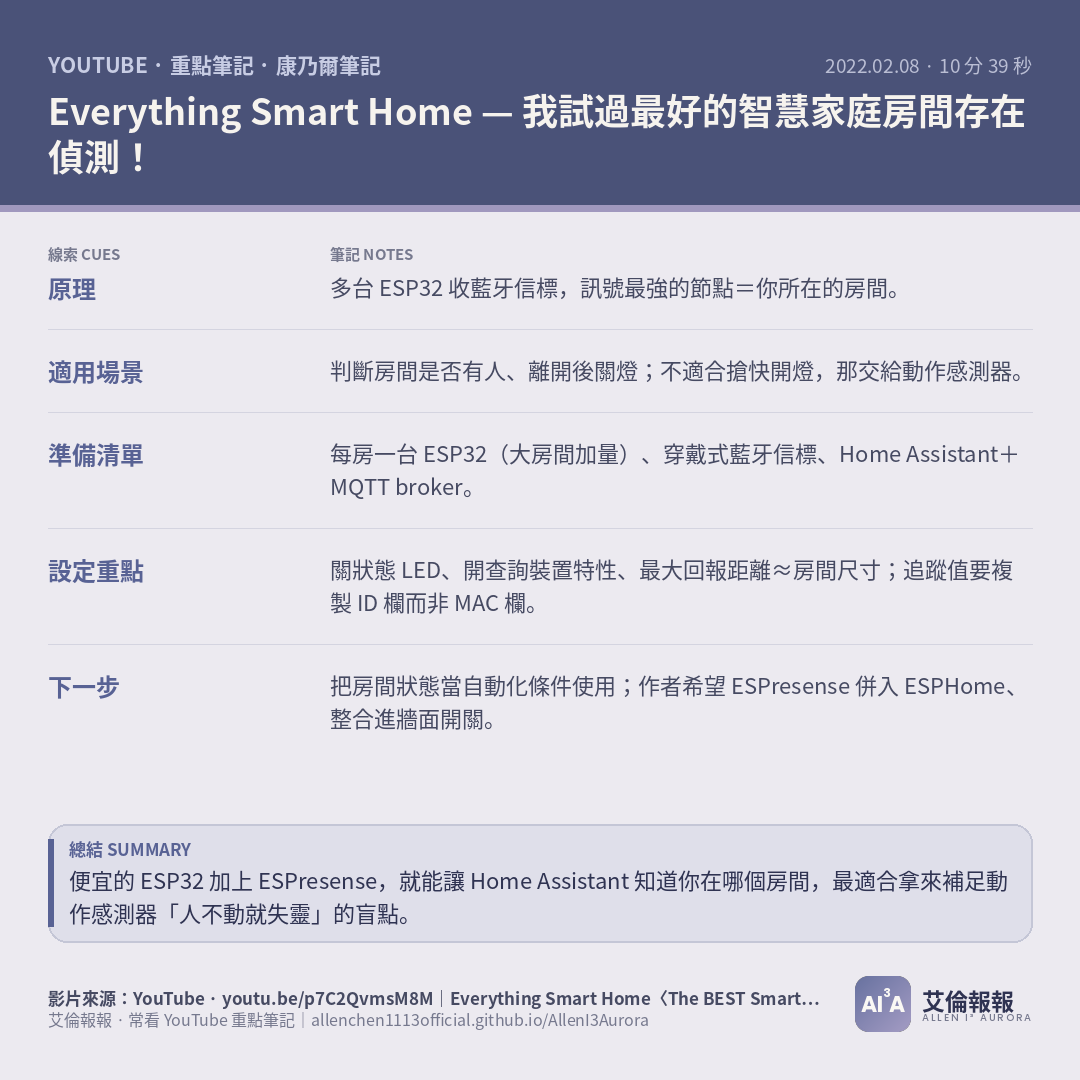 YOUTUBE · 重點筆記 · 康乃爾筆記
2022.02.08 · 10 分 39 秒
Everything Smart Home — 我試過最好的智慧家庭房間存在
偵測！
線索 CUES
筆記 NOTES
原理
多台 ESP32 收藍牙信標，訊號最強的節點＝你所在的房間。
適用場景
判斷房間是否有人、離開後關燈；不適合搶快開燈，那交給動作感測器。
準備清單
每房一台 ESP32（大房間加量）、穿戴式藍牙信標、Home Assistant＋
MQTT broker。
設定重點
關狀態 LED、開查詢裝置特性、最大回報距離≈房間尺寸；追蹤值要複
製 ID 欄而非 MAC 欄。
下一步
把房間狀態當自動化條件使用；作者希望 ESPresense 併入 ESPHome、
整合進牆面開關。
總結 SUMMARY
便宜的 ESP32 加上 ESPresense，就能讓 Home Assistant 知道你在哪個房間，最適合拿來補足動
作感測器「人不動就失靈」的盲點。
影片來源：YouTube · youtu.be/p7C2QvmsM8M｜Everything Smart Home〈The BEST Smart…
艾倫報報 · 常看 YouTube 重點筆記｜allenchen1113official.github.io/AllenI3Aurora
AI³A
艾倫報報
ALLEN I³ AURORA